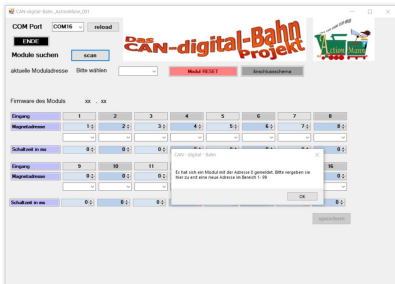 CAN-digital-Bahn_ActionMann_001
COM Port COM16 reload
ENDE
Module suchen scan
Das
CAN-digital-Bahn
Projekt
Action Mann
aktuelle Moduladresse Bitte wählen Modul RESET Anschlussschema
Firmware des Moduls xx . xx
Eingang 1 2 3 4 5 6 7 8
Magnetadresse 1 2 3 4 5 6 7 8
Schaltzeit in ms 0 0 0
Eingang 9 10 11 16
Magnetadresse 0 0 0 0
Schaltzeit in ms 0 0 0 0 0 0 0 0
CAN - digital - Bahn
Es hat sich ein Modul mit der Adresse 0 gemeldet. Bitte vergeben sie
hier zu erst eine neue Adresse im Bereich 1- 99
OK
speichern